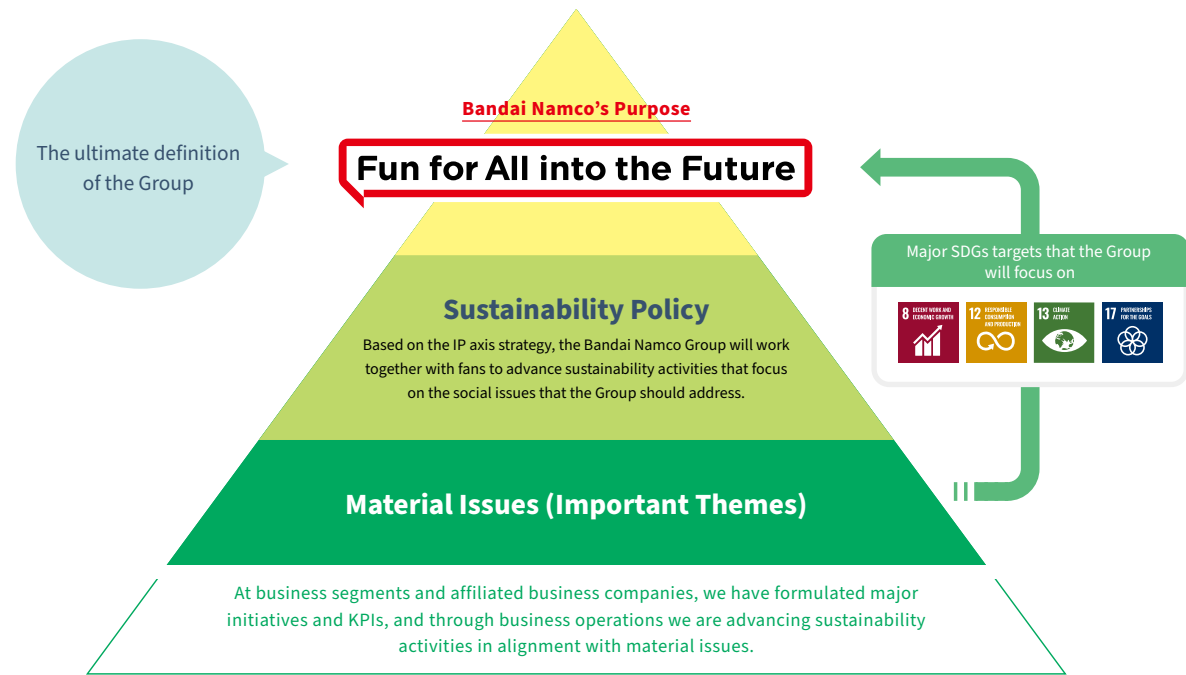 The ultimate definition
of the Group
Bandai Namco’s Purpose
Fun for All into the Future
Major SDGs targets that the Group
will focus on
8 DECENT WORK AND
ECONOMIC GROWTH
12 RESPONSIBLE
CONSUMPTION
AND PRODUCTION
13 CLIMATE
ACTION
17 PARTNERSHIPS
FOR THE GOALS
Sustainability Policy
Based on the IP axis strategy, the Bandai Namco Group will work
together with fans to advance sustainability activities that focus
on the social issues that the Group should address.
Material Issues (Important Themes)
At business segments and affiliated business companies, we have formulated major
initiatives and KPIs, and through business operations we are advancing sustainability
activities in alignment with material issues.